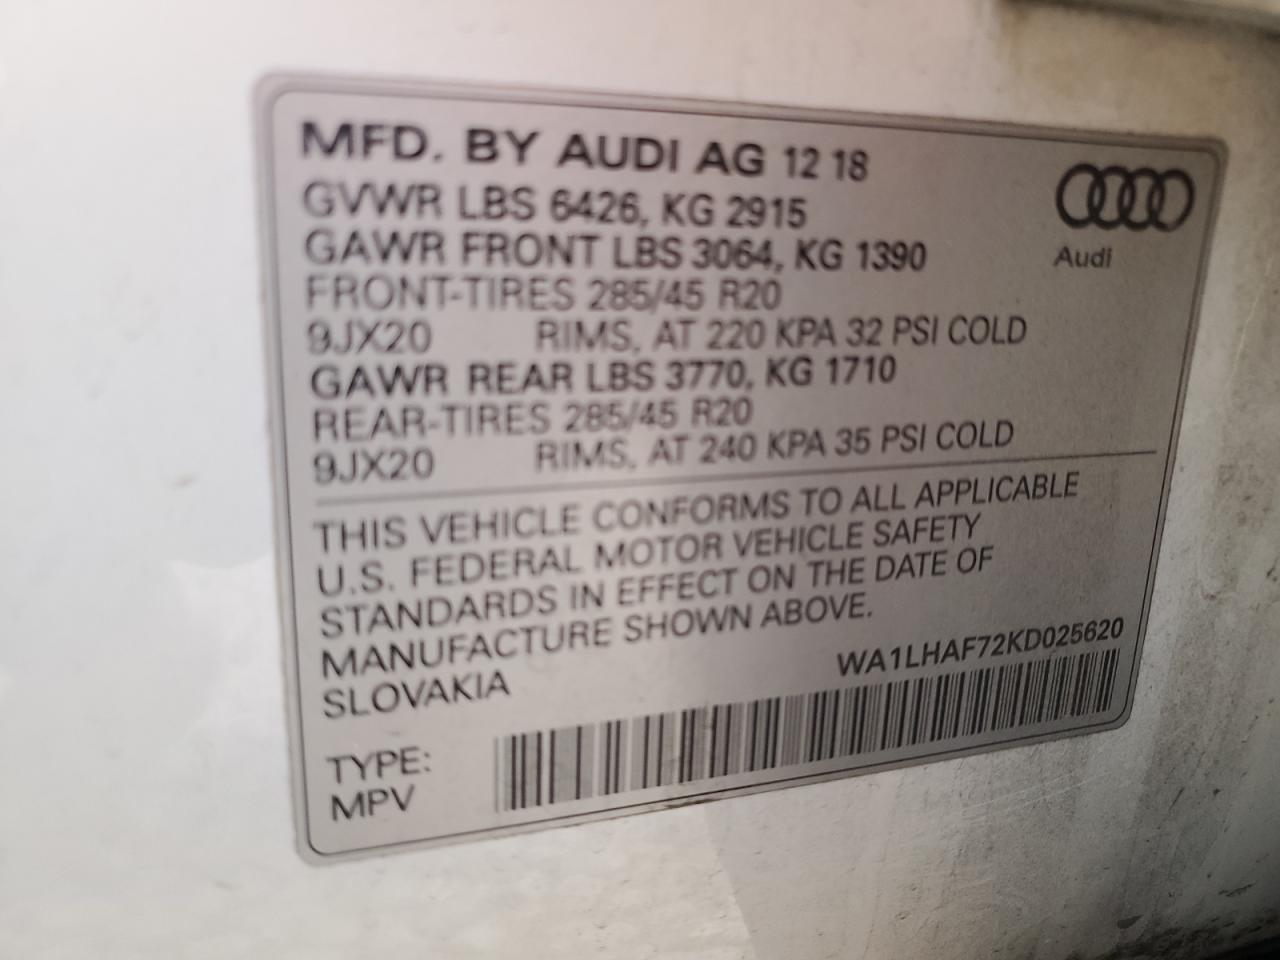 MFD. BY AUDI AG 12 18
GVWR LBS 6426, KG 2915
GAWR FRONT LBS 3064, KG 1390
FRONT-TIRES 285/45 R20
9JX20 RIMS, AT 220 KPA 32 PSI COLD
GAWR REAR LBS 3770, KG 1710
REAR-TIRES 285/45 R20
9JX20 RIMS, AT 240 KPA 35 PSI COLD
Audi
THIS VEHICLE CONFORMS TO ALL APPLICABLE
U.S. FEDERAL MOTOR VEHICLE SAFETY
STANDARDS IN EFFECT ON THE DATE OF
MANUFACTURE SHOWN ABOVE.
SLOVAKIA
WA1LHAF72KD025620
TYPE:
MPV